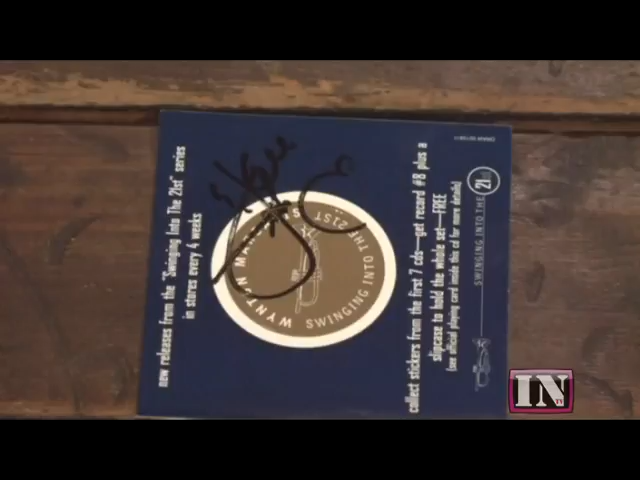 new releases from the "Swinging Into The 21st" series
in stores every 4 weeks
WYNTON MARSALIS
SWINGING INTO THE 21ST
collect stickers from the first 7 cds—get record #8 plus a
slipcase to hold the whole set—FREE
(see official playing card inside this cd for more details)
SWINGING INTO THE 21st
IN TV